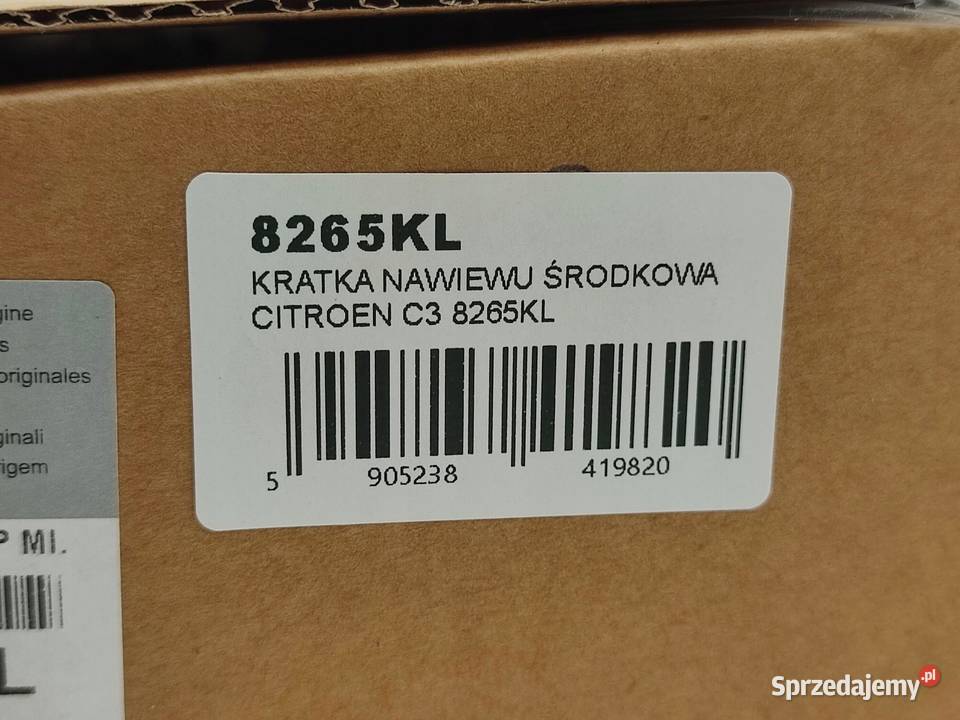 8265KL
KRATKA NAWIEWU ŚRODKOWA
CITROEN C3 8265KL
5 905238 419820
gine
s
originales
ginali
rigem
P MI.
L
Sprzedajemy.pl